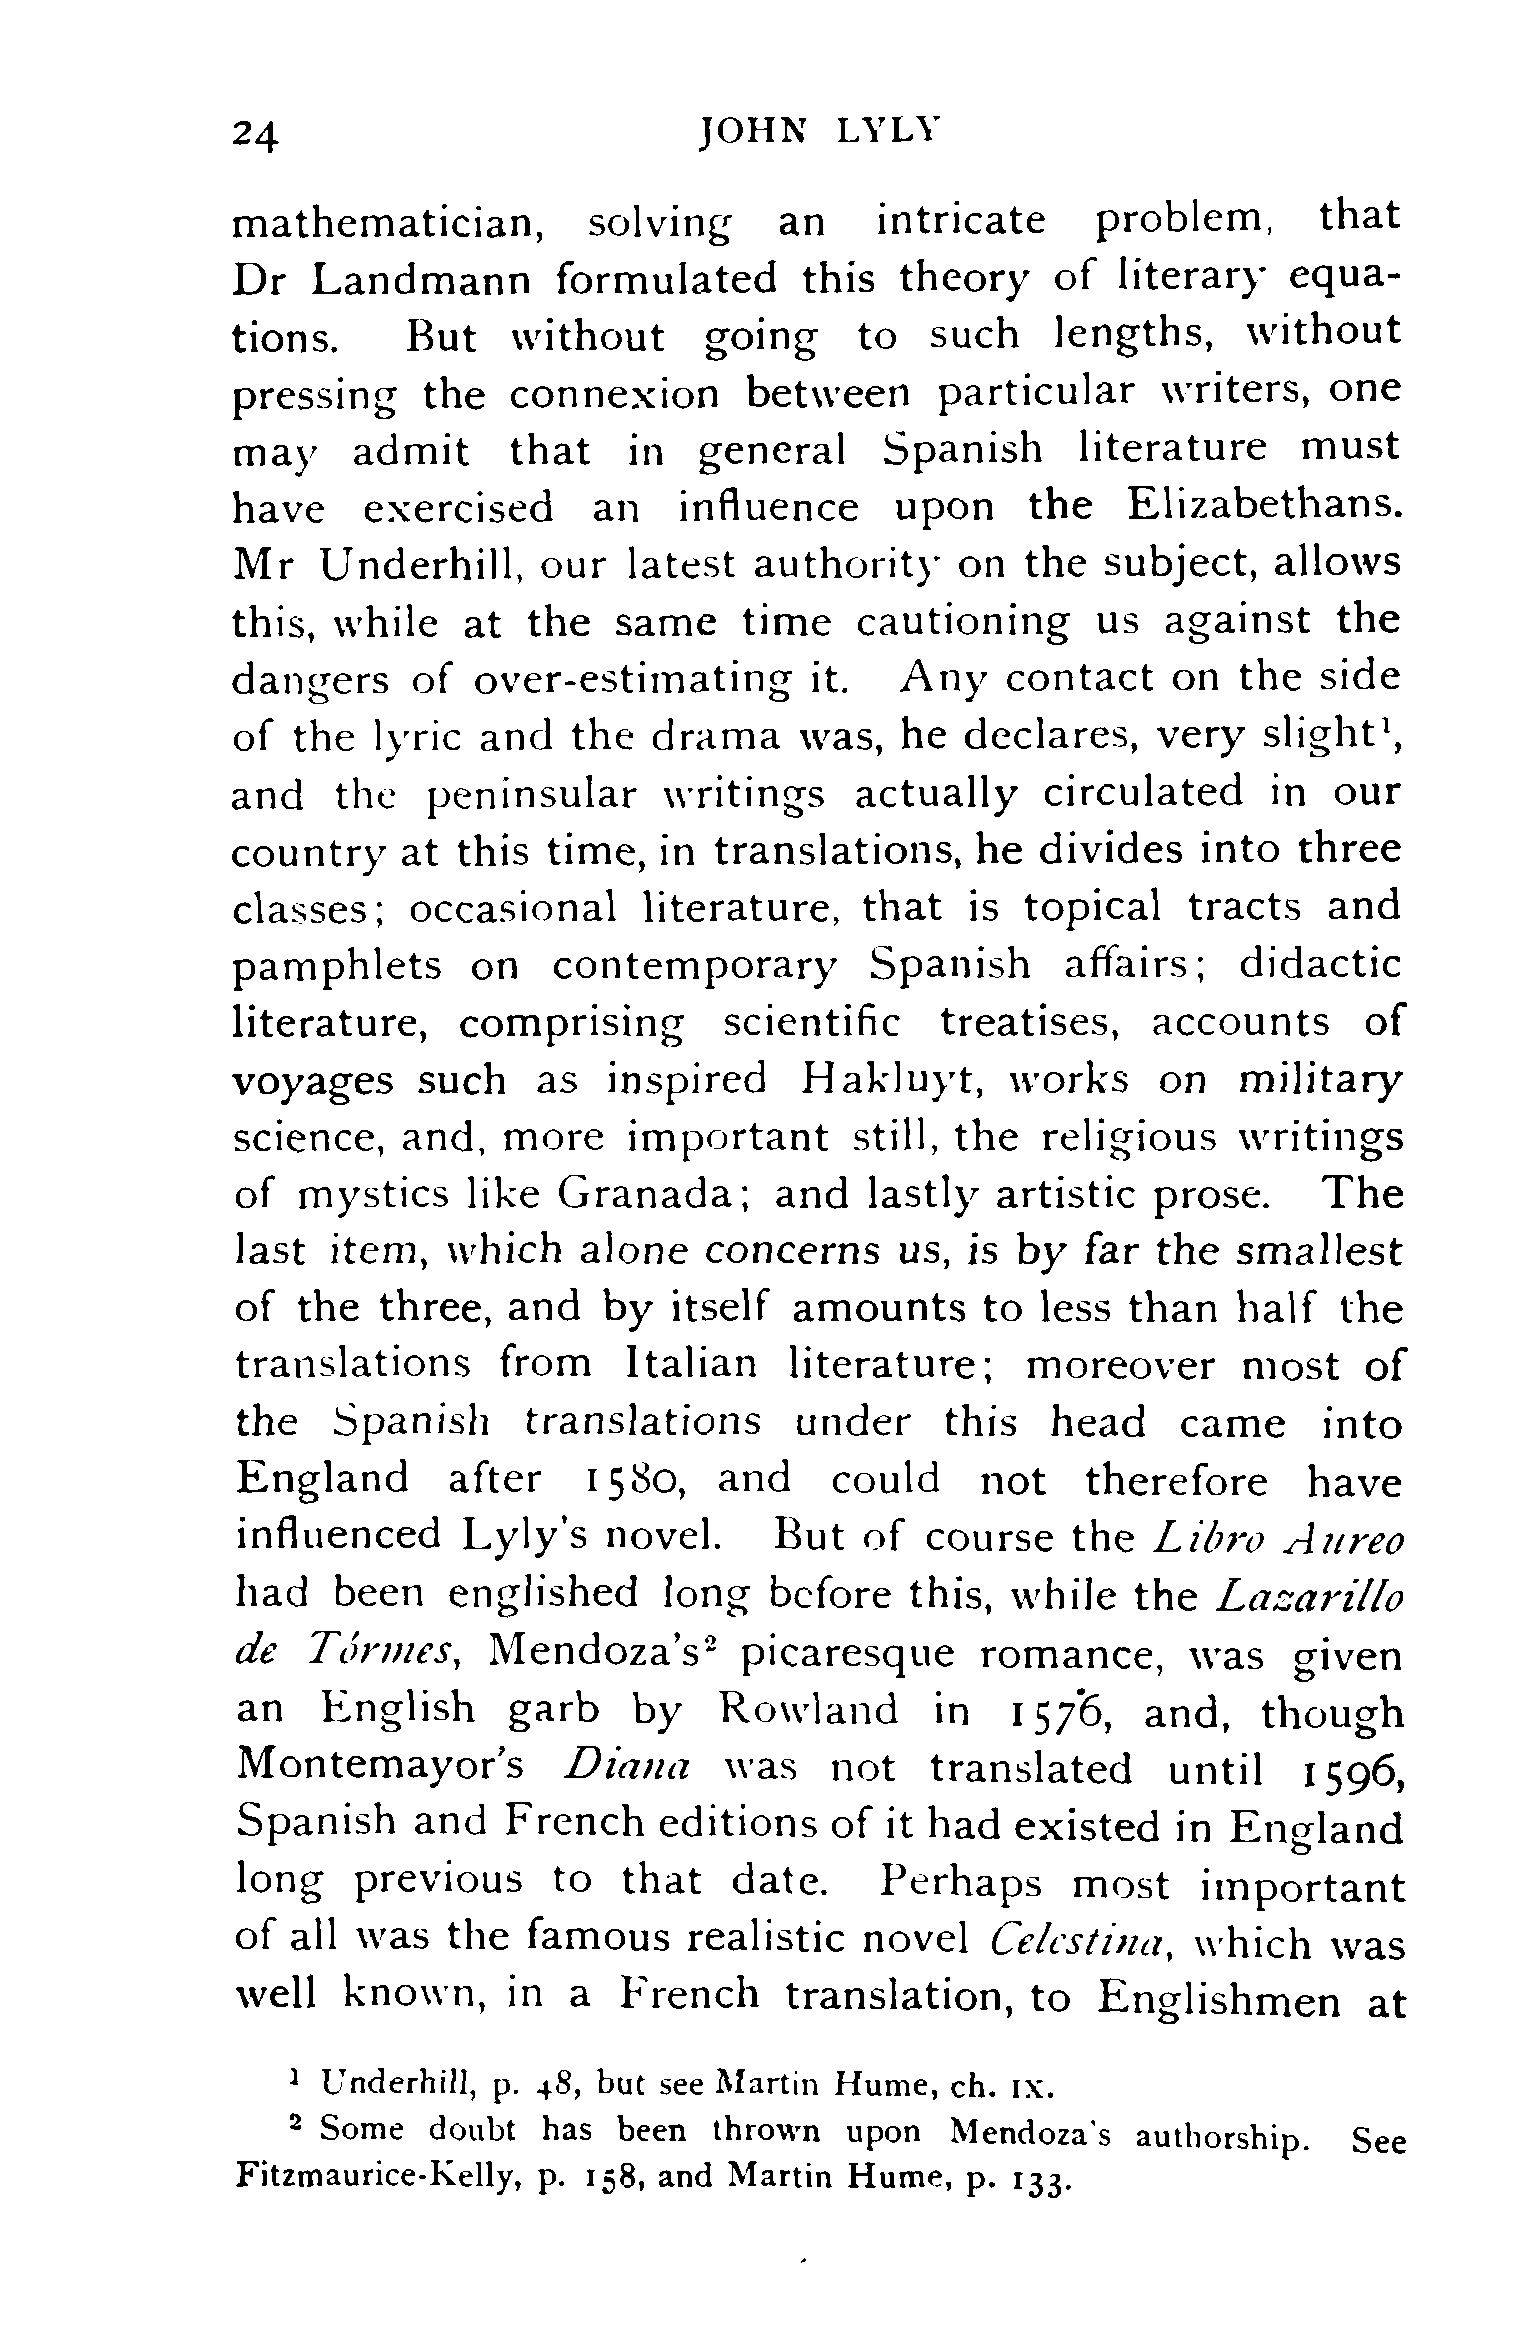 24 JOHN LYLY
mathematician, solving an intricate problem, that
Dr Landmann formulated this theory of literary equa-
tions. But without going to such lengths, without
pressing the connexion between particular writers, one
may admit that in general Spanish literature must
have exercised an influence upon the Elizabethans.
Mr Underhill, our latest authority on the subject, allows
this, while at the same time cautioning us against the
dangers of over-estimating it. Any contact on the side
of the lyric and the drama was, he declares, very slight¹,
and the peninsular writings actually circulated in our
country at this time, in translations, he divides into three
classes; occasional literature, that is topical tracts and
pamphlets on contemporary Spanish affairs; didactic
literature, comprising scientific treatises, accounts of
voyages such as inspired Hakluyt, works on military
science, and, more important still, the religious writings
of mystics like Granada; and lastly artistic prose. The
last item, which alone concerns us, is by far the smallest
of the three, and by itself amounts to less than half the
translations from Italian literature; moreover most of
the Spanish translations under this head came into
England after 1580, and could not therefore have
influenced Lyly's novel. But of course the Libro Aureo
had been englished long before this, while the Lazarillo
de Tórmes, Mendoza's² picaresque romance, was given
an English garb by Rowland in 1576, and, though
Montemayor's Diana was not translated until 1596,
Spanish and French editions of it had existed in England
long previous to that date. Perhaps most important
of all was the famous realistic novel Celestina, which was
well known, in a French translation, to Englishmen at
¹ Underhill, p. 48, but see Martin Hume, ch. IX.
² Some doubt has been thrown upon Mendoza's authorship. See
Fitzmaurice-Kelly, p. 158, and Martin Hume, p. 133.